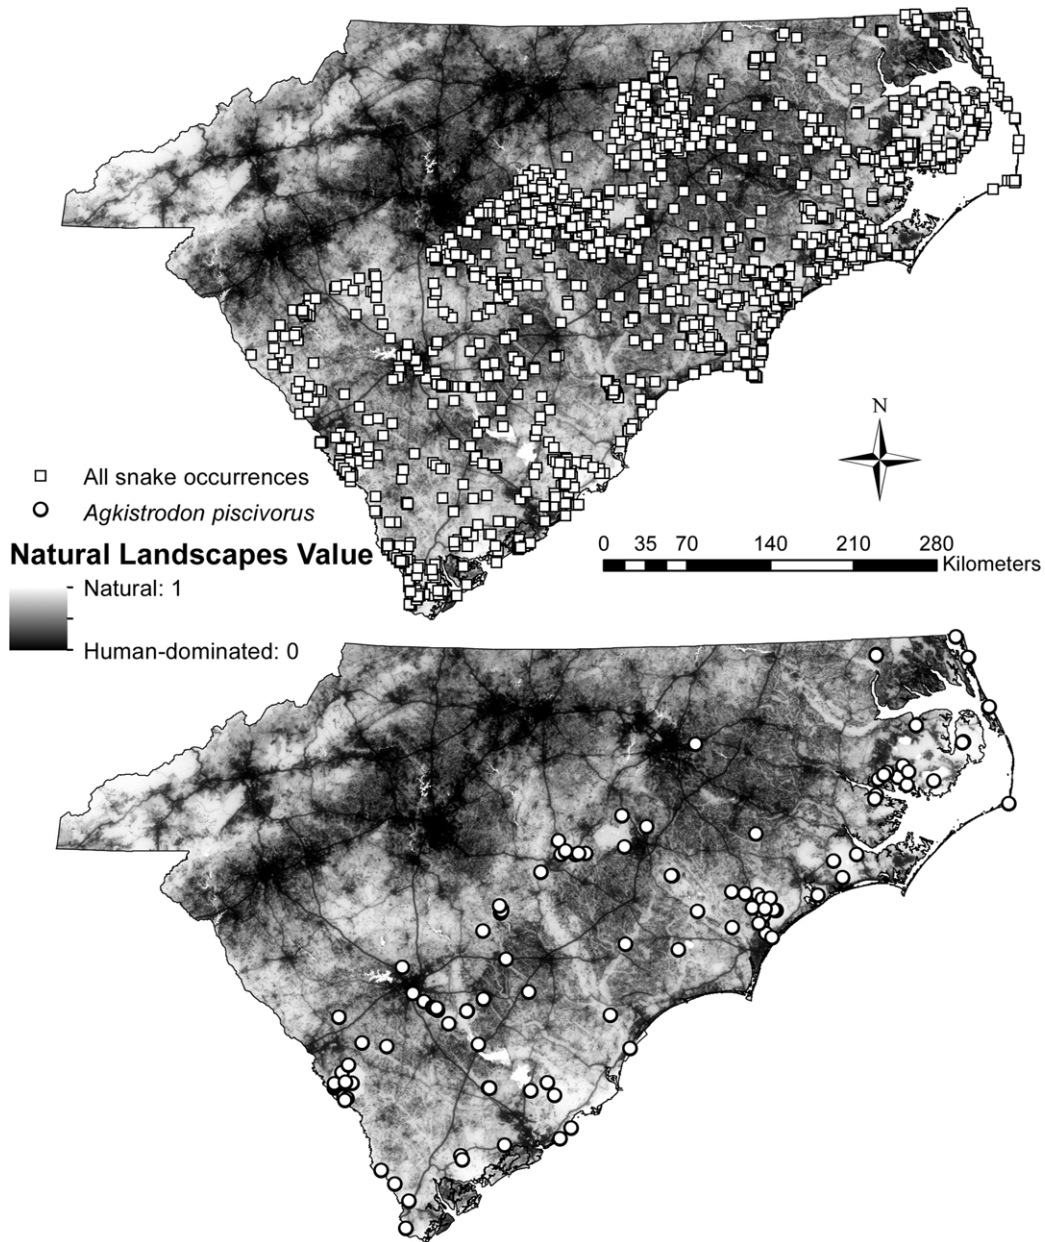 N
All snake occurrences
Agkistrodon piscivorus
Natural Landscapes Value
Natural: 1
Human-dominated: 0
0 35 70 140 210 280
Kilometers